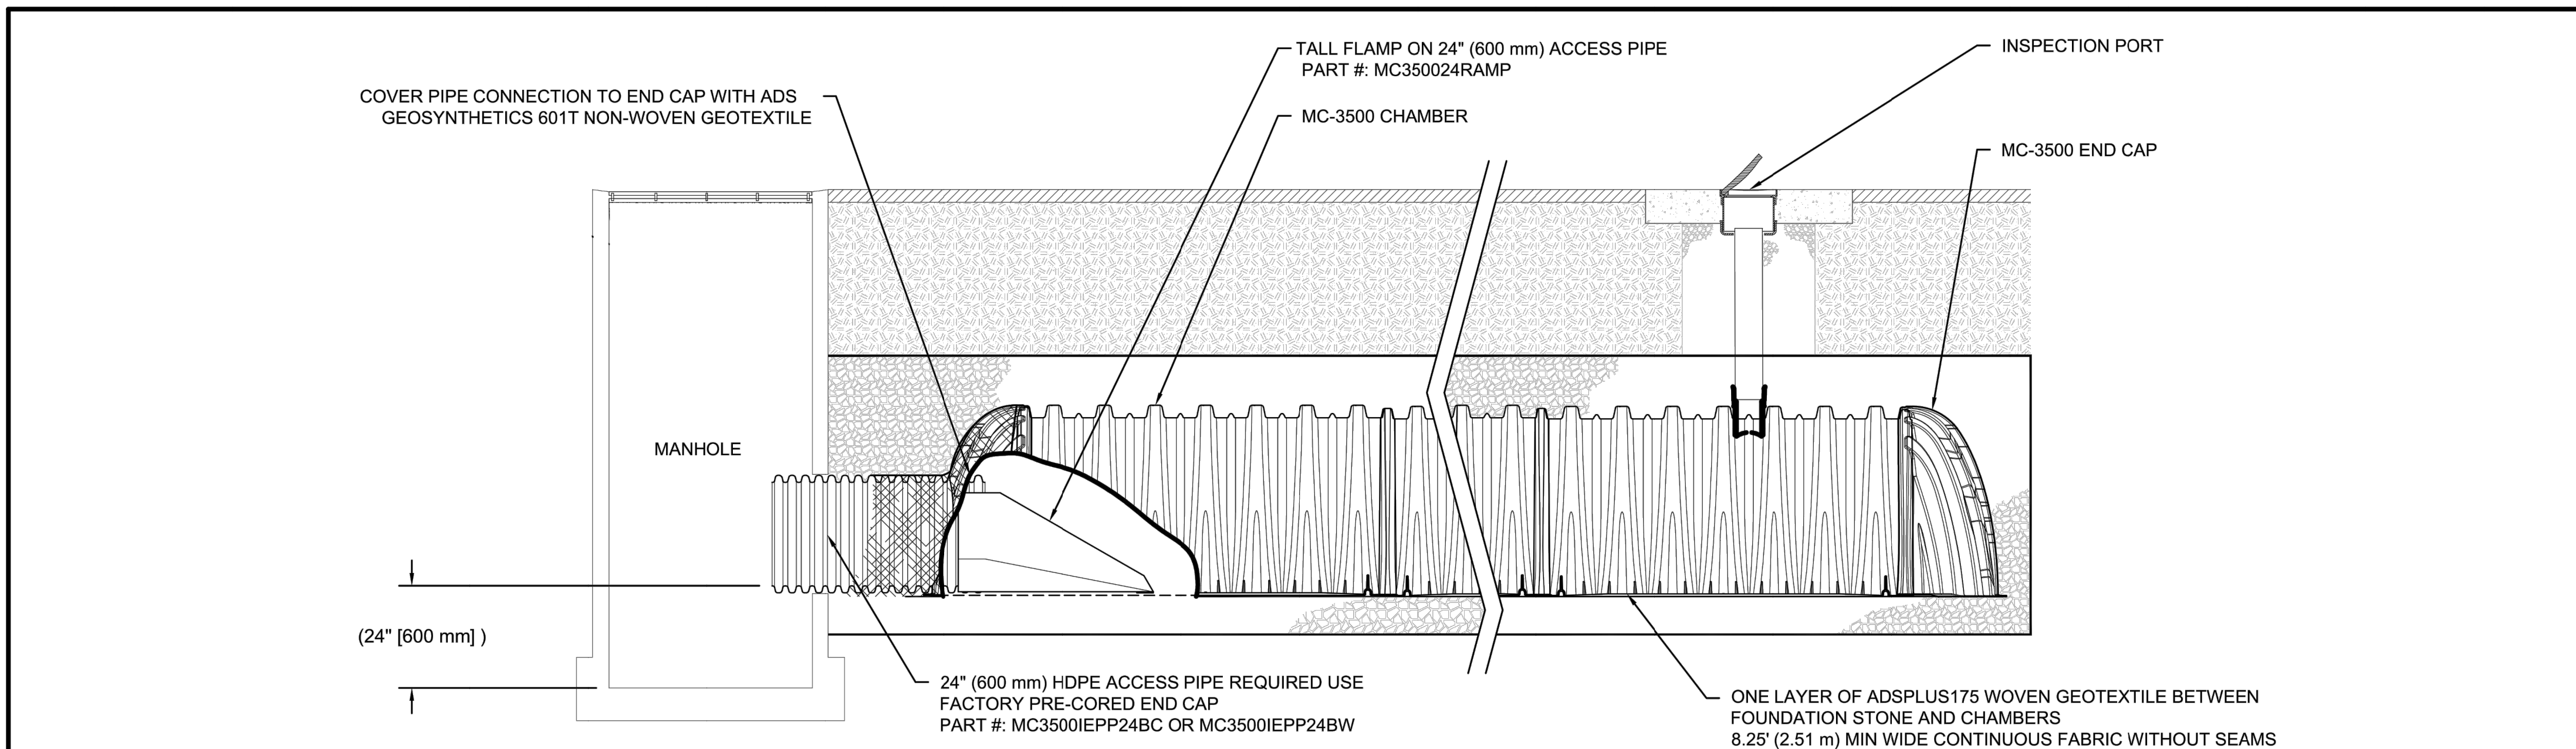 TALL FLAMP ON 24" (600 mm) ACCESS PIPE
PART #: MC350024RAMP
INSPECTION PORT
COVER PIPE CONNECTION TO END CAP WITH ADS
GEOSYNTHETICS 601T NON-WOVEN GEOTEXTILE
MC-3500 CHAMBER
MC-3500 END CAP
MANHOLE
(24" [600 mm] )
24" (600 mm) HDPE ACCESS PIPE REQUIRED USE
FACTORY PRE-CORED END CAP
PART #: MC3500IEPP24BC OR MC3500IEPP24BW
ONE LAYER OF ADSPLUS175 WOVEN GEOTEXTILE BETWEEN
FOUNDATION STONE AND CHAMBERS
8.25' (2.51 m) MIN WIDE CONTINUOUS FABRIC WITHOUT SEAMS